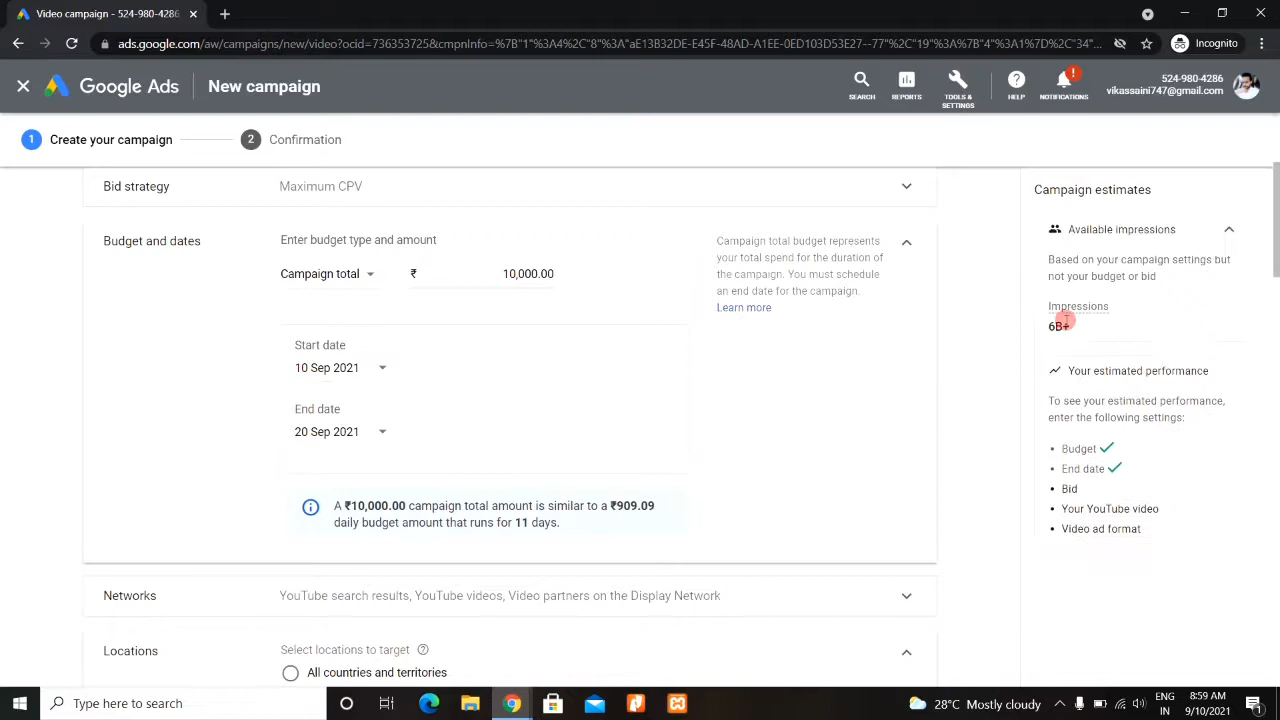 Video campaign - 524-980-4286
ads.google.com/aw/campaigns/new/video?ocid=736353725&cmpnInfo=%7B"1"%3A4%2C"8"%3A"aE13B32DE-E45F-48AD-A1EE-0ED103D53E27--77"%2C"19"%3A%7B"4"%3A1%7D%2C"34"...
Incognito
Google Ads
New campaign
SEARCH
REPORTS
TOOLS &
SETTINGS
HELP
NOTIFICATIONS
524-980-4286
vikassaini747@gmail.com
1 Create your campaign
2 Confirmation
Bid strategy
Maximum CPV
Budget and dates
Enter budget type and amount
Campaign total
₹ 10,000.00
Campaign total budget represents
your total spend for the duration of
the campaign. You must schedule
an end date for the campaign.
Learn more
Start date
10 Sep 2021
End date
20 Sep 2021
A ₹10,000.00 campaign total amount is similar to a ₹909.09
daily budget amount that runs for 11 days.
Networks
YouTube search results, YouTube videos, Video partners on the Display Network
Locations
Select locations to target
All countries and territories
Campaign estimates
Available impressions
Based on your campaign settings but
not your budget or bid
Impressions
6B+
Your estimated performance
To see your estimated performance,
enter the following settings:
• Budget
• End date
• Bid
• Your YouTube video
• Video ad format
Type here to search
28°C Mostly cloudy
ENG
IN
8:59 AM
9/10/2021